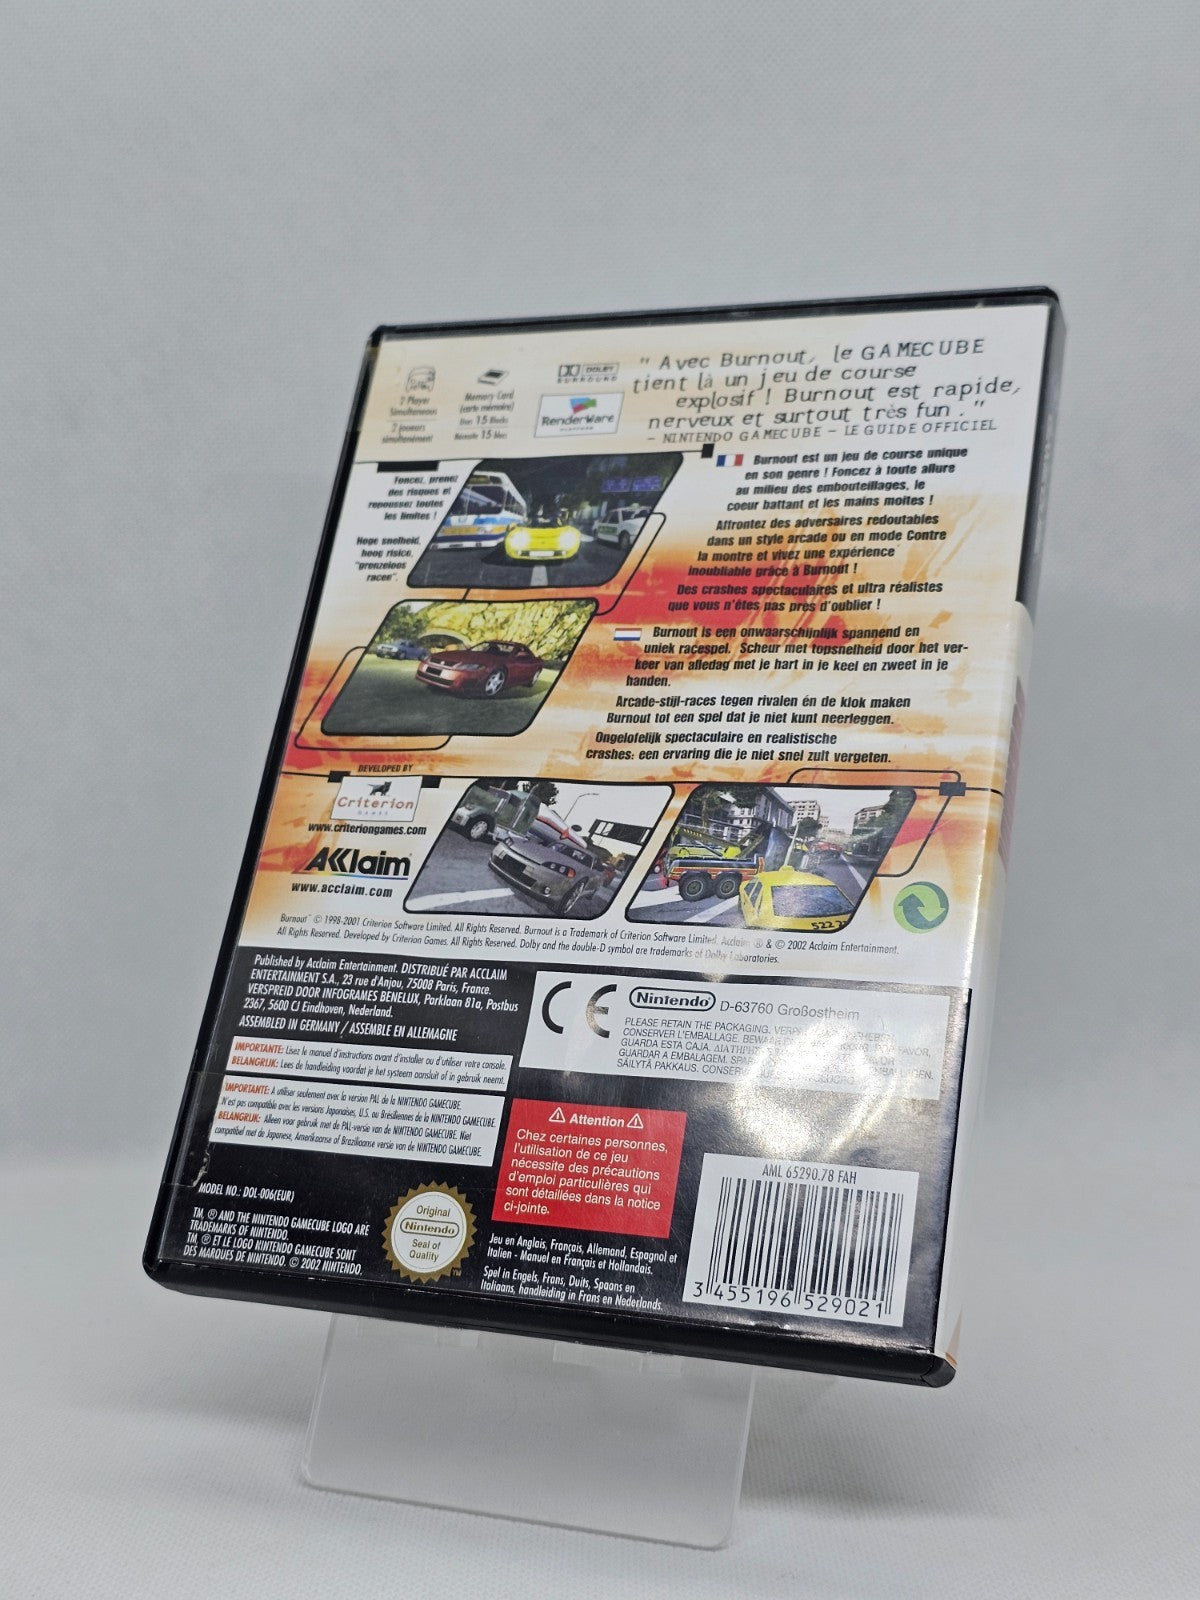 2 Player
Simultaneous
2 joueurs
simultanément
Memory Card
(carte mémoire)
15 Blocks
15 bloc
DOLBY
SURROUND
RenderWare
PLATFORM
" Avec Burnout, le GAMECUBE
tient là un jeu de course
explosif ! Burnout est rapide,
nerveux et surtout très fun . "
– NINTENDO GAMECUBE – LE GUIDE OFFICIEL
Foncez, prenez
des risques et
repoussez toutes
les limites !
Hoge snelheid,
hoog risico,
"grenzeloos
racen".
Burnout est un jeu de course unique
en son genre ! Foncez à toute allure
au milieu des embouteillages, le
coeur battant et les mains moites !
Affrontez des adversaires redoutables
dans un style arcade ou en mode Contre
la montre et vivez une expérience
inoubliable grâce à Burnout !
Des crashes spectaculaires et ultra réalistes
que vous n'êtes pas près d'oublier !
Burnout is een onwaarschijnlijk spannend en
uniek racespel. Scheur met topsnelheid door het ver-
keer van alledag met je hart in je keel en zweet in je
handen.
Arcade-stijl-races tegen rivalen én de klok maken
Burnout tot een spel dat je niet kunt neerleggen.
Ongelofelijk spectaculaire en realistische
crashes: een ervaring die je niet snel zult vergeten.
DEVELOPED BY
Criterion
GAMES
www.criteriongames.com
AKlaim
www.acclaim.com
Burnout™ © 1998-2001 Criterion Software Limited. All Rights Reserved. Burnout is a Trademark of Criterion Software Limited. Acclaim ® & © 2002 Acclaim Entertainment.
All Rights Reserved. Developed by Criterion Games. All Rights Reserved. Dolby and the double-D symbol are trademarks of Dolby Laboratories.
Published by Acclaim Entertainment. DISTRIBUÉ PAR ACCLAIM
ENTERTAINMENT S.A., 23 rue d'Anjou, 75008 Paris, France.
VERSPREID DOOR INFOGRAMES BENELUX, Parklaan 81a, Postbus
2367, 5600 CJ Eindhoven, Nederland.
ASSEMBLED IN GERMANY / ASSEMBLE EN ALLEMAGNE
CE
Nintendo® D-63760 Großostheim
PLEASE RETAIN THE PACKAGING.
CONSERVER L'EMBALLAGE.
GUARDA ESTA CAJA.
GUARDAR A EMBALAGEM.
SÄILYTÄ PAKKAUS.
IMPORTANTE: Lisez le manuel d'instructions avant d'installer ou d'utiliser votre console.
BELANGRIJK: Lees de handleiding voordat je het systeem aansluit of in gebruik neemt.
IMPORTANTE: A utiliser seulement avec la version PAL de la NINTENDO GAMECUBE.
N'est pas compatible avec les versions Japonaises, U.S. ou Brésiliennes de la NINTENDO GAMECUBE.
BELANGRIJK: Alleen voor gebruik met de PAL-versie van de NINTENDO GAMECUBE. Niet
compatibel met de Japanese, Amerikaanse of Braziliaanse versie van de NINTENDO GAMECUBE.
Attention
Chez certaines personnes,
l'utilisation de ce jeu
nécessite des précautions
d'emploi particulières qui
sont détaillées dans la notice
ci-jointe.
AML 65290.78 FAH
3 455196 529021
MODEL NO.: DOL-006(EUR)
TM, ® AND THE NINTENDO GAMECUBE LOGO ARE
TRADEMARKS OF NINTENDO.
TM, ® ET LE LOGO NINTENDO GAMECUBE SONT
DES MARQUES DE NINTENDO. © 2002 NINTENDO.
Original
Nintendo
Seal of
Quality
TM
Jeu en Anglais, Français, Allemand, Espagnol et
Italien - Manuel en Français et Hollandais.
Spel in Engels, Frans, Duits, Spaans en
Italiaans, handleiding in Frans en Nederlands.